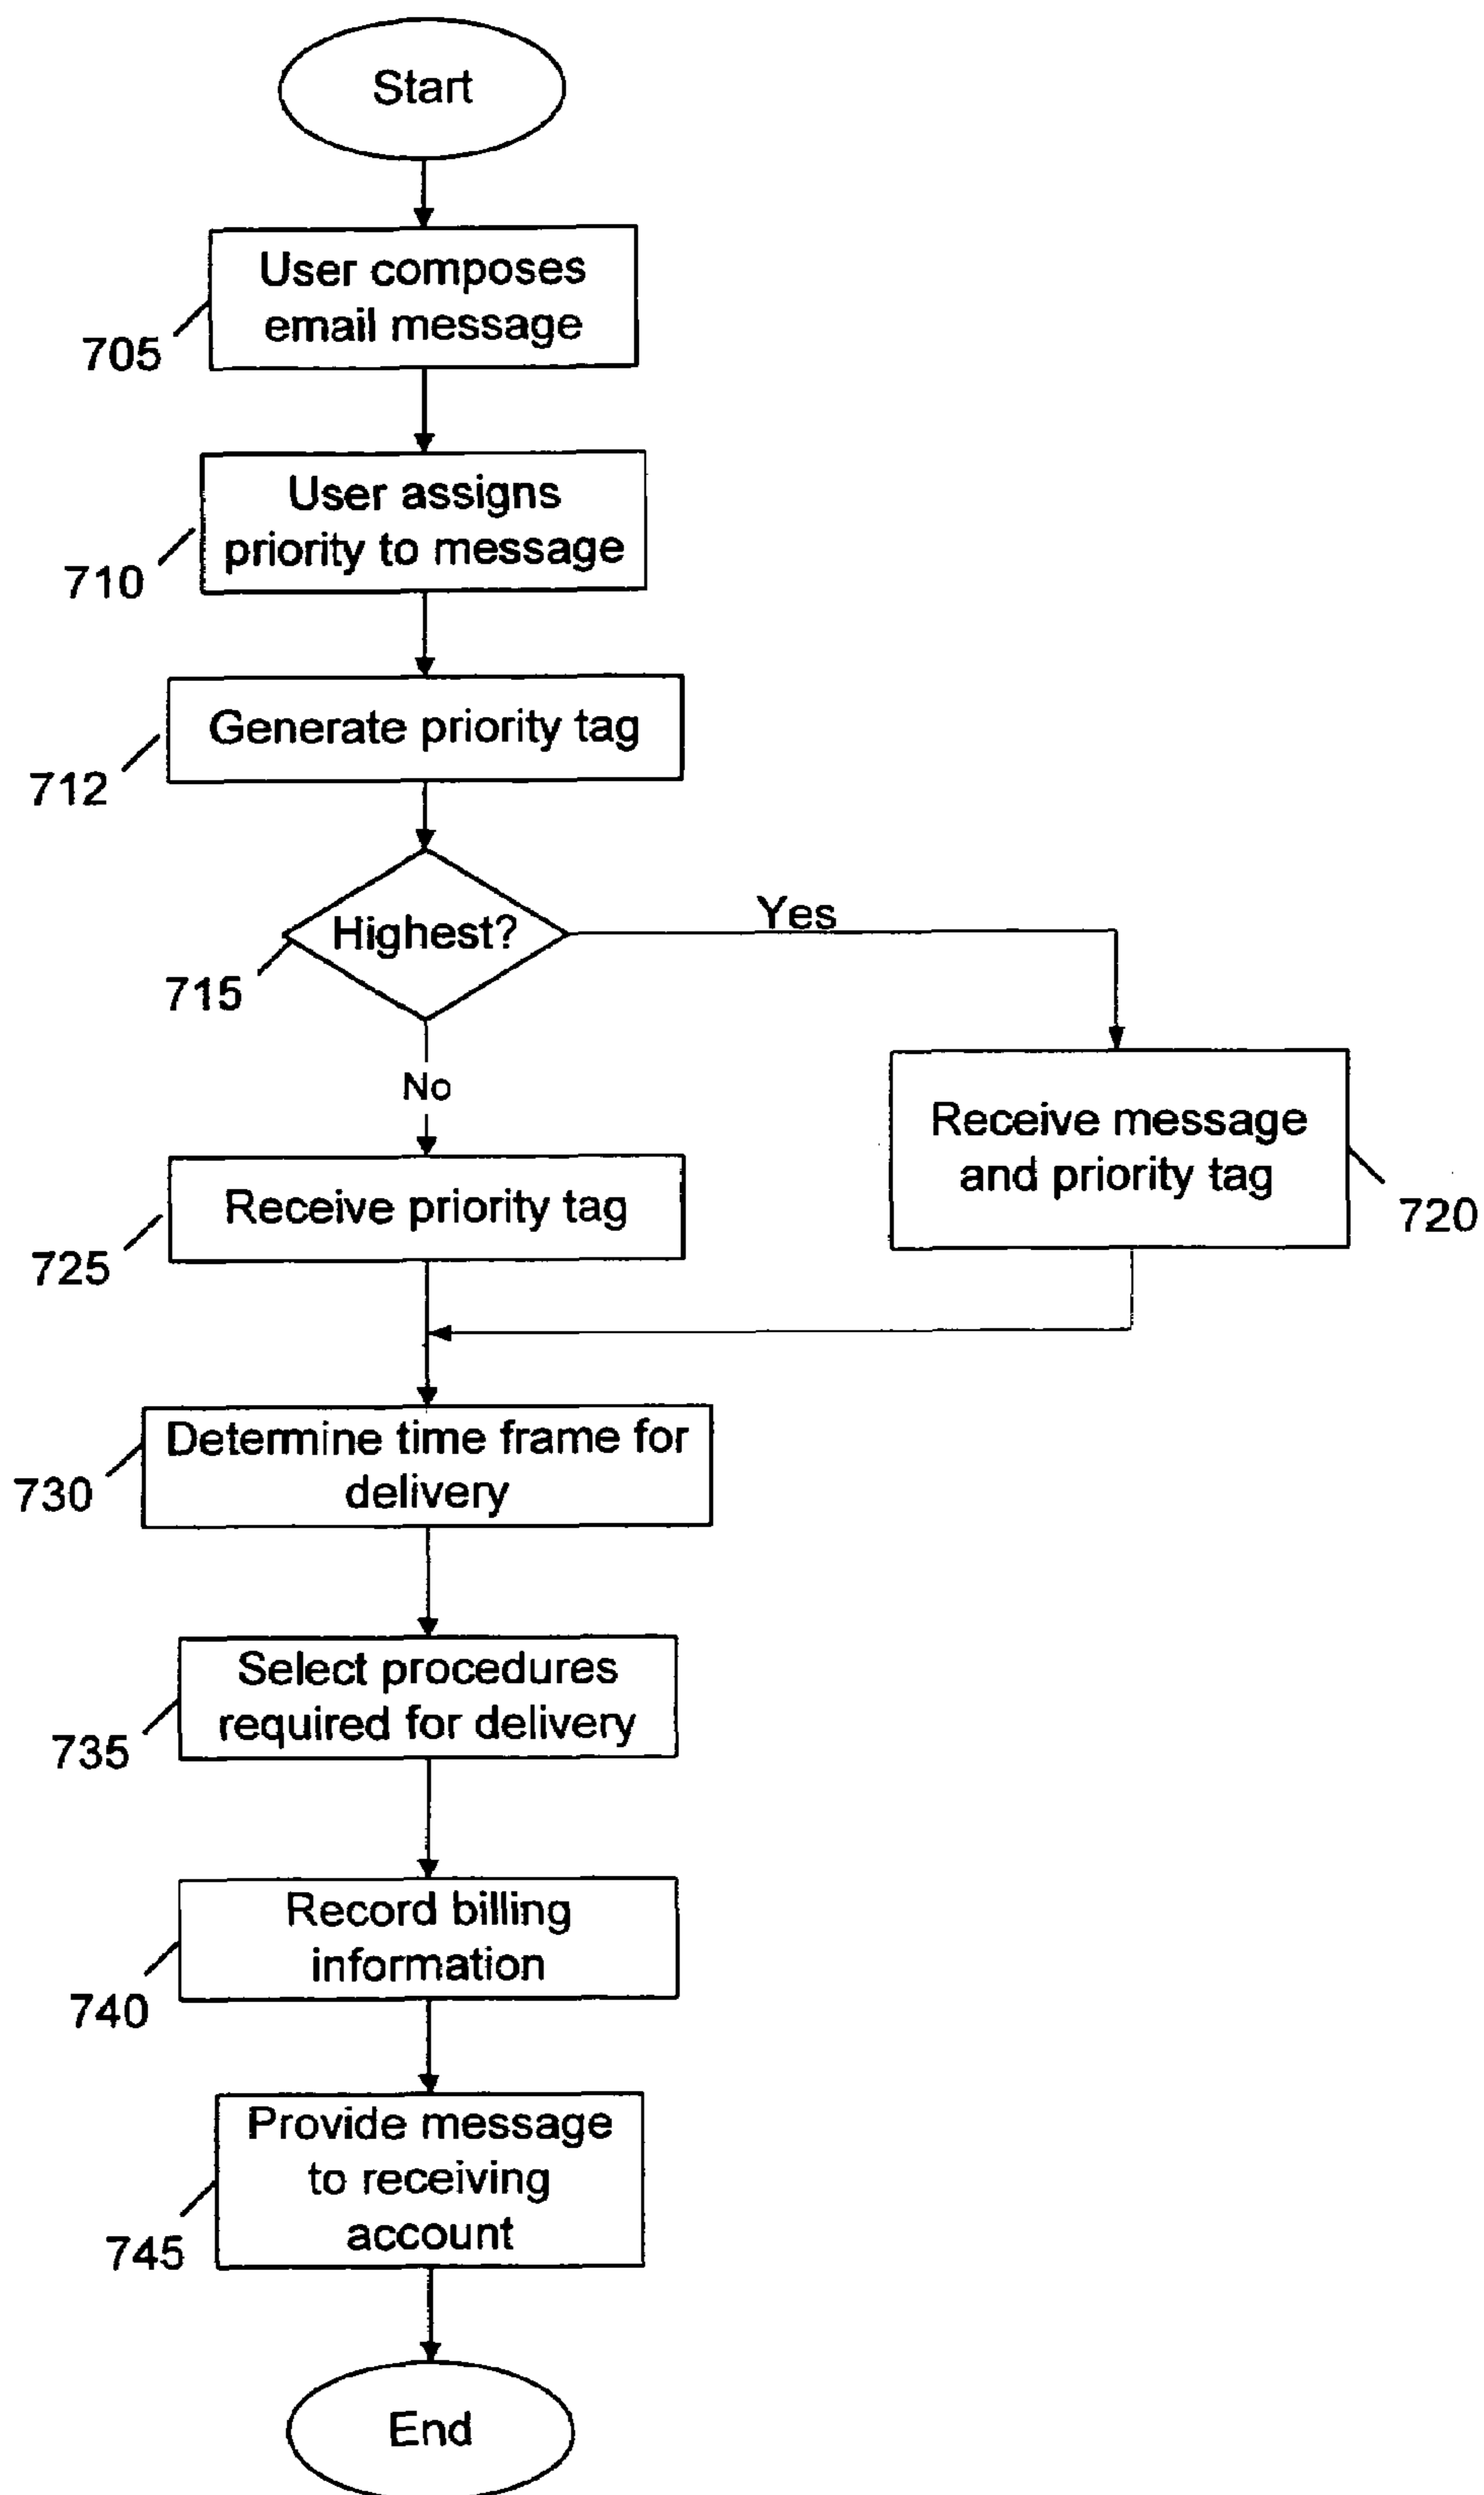 Start
User composes
email message
705
User assigns
priority to message
710
Generate priority tag
712
Highest?
715
Yes
No
Receive message
and priority tag
720
Receive priority tag
725
Determine time frame for
delivery
730
Select procedures
required for delivery
735
Record billing
information
740
Provide message
to receiving
account
745
End